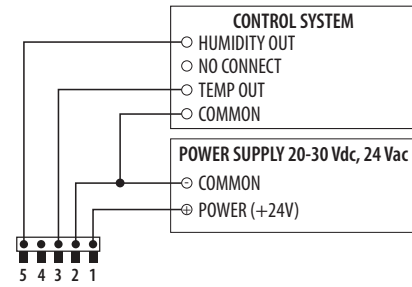 CONTROL SYSTEM
HUMIDITY OUT
NO CONNECT
TEMP OUT
COMMON
POWER SUPPLY 20-30 Vdc, 24 Vac
COMMON
POWER (+24V)
5 4 3 2 1